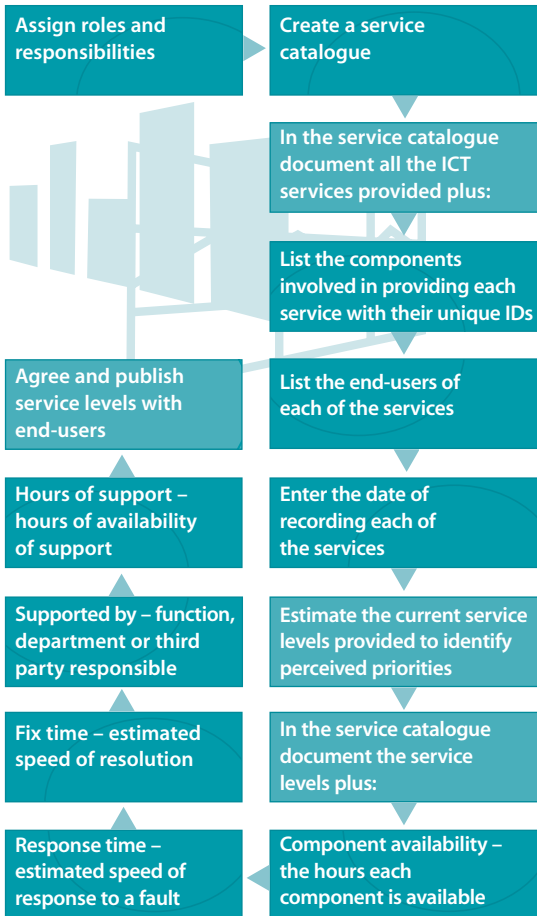 Assign roles and
responsibilities
Create a service
catalogue
In the service catalogue
document all the ICT
services provided plus:
List the components
involved in providing each
service with their unique IDs
List the end-users of
each of the services
Enter the date of
recording each of
the services
Estimate the current service
levels provided to identify
perceived priorities
In the service catalogue
document the service
levels plus:
Component availability –
the hours each
component is available
Response time –
estimated speed of
response to a fault
Fix time – estimated
speed of resolution
Supported by – function,
department or third
party responsible
Hours of support –
hours of availability
of support
Agree and publish
service levels with
end-users